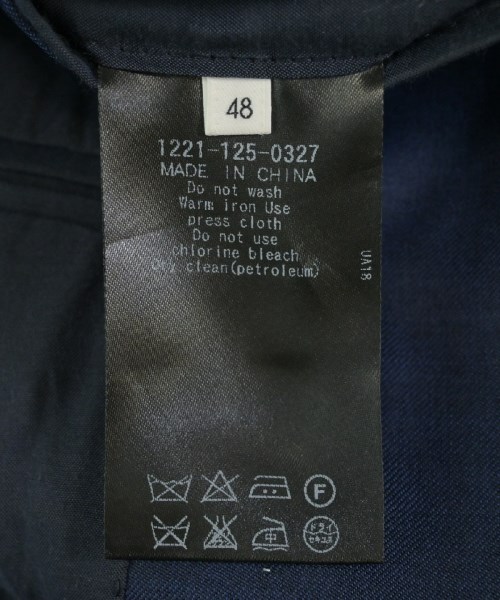 48
1221-125-0327
MADE IN CHINA
Do not wash
Warm iron Use
press cloth
Do not use
chlorine bleach
Dry clean(petroleum)
UA18
F
中
ドライ
セキユ系